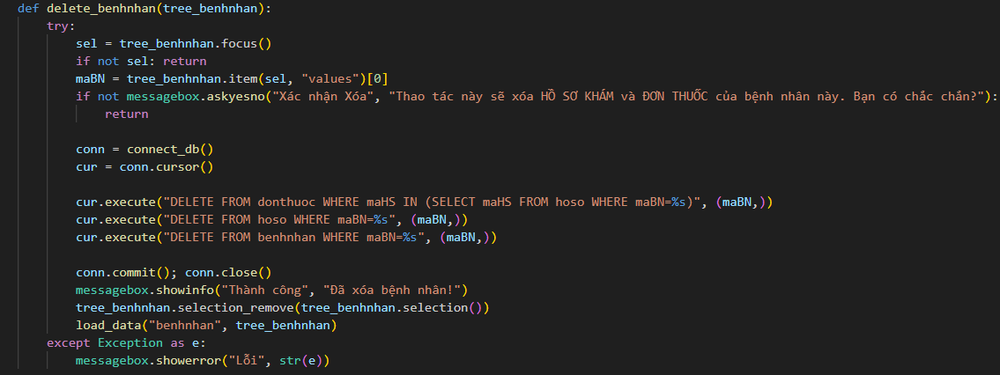 def delete_benhnhan(tree_benhnhan):
    try:
        sel = tree_benhnhan.focus()
        if not sel: return
        maBN = tree_benhnhan.item(sel, "values")[0]
        if not messagebox.askyesno("Xác nhận Xóa", "Thao tác này sẽ xóa HỒ SƠ KHÁM và ĐƠN THUỐC của bệnh nhân này. Bạn có chắc chắn?"):
            return

        conn = connect_db()
        cur = conn.cursor()

        cur.execute("DELETE FROM donthuoc WHERE maHS IN (SELECT maHS FROM hoso WHERE maBN=%s)", (maBN,))
        cur.execute("DELETE FROM hoso WHERE maBN=%s", (maBN,))
        cur.execute("DELETE FROM benhnhan WHERE maBN=%s", (maBN,))

        conn.commit(); conn.close()
        messagebox.showinfo("Thành công", "Đã xóa bệnh nhân!")
        tree_benhnhan.selection_remove(tree_benhnhan.selection())
        load_data("benhnhan", tree_benhnhan)
    except Exception as e:
        messagebox.showerror("Lỗi", str(e))